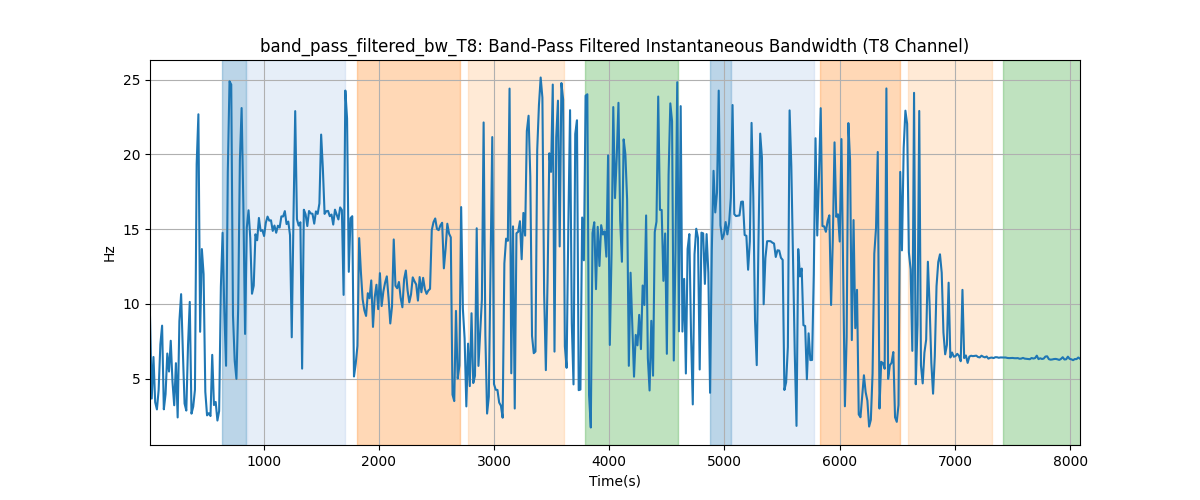 band_pass_filtered_bw_T8: Band-Pass Filtered Instantaneous Bandwidth (T8 Channel)
25
20
15
10
5
Hz
1000 2000 3000 4000 5000 6000 7000 8000
Time(s)